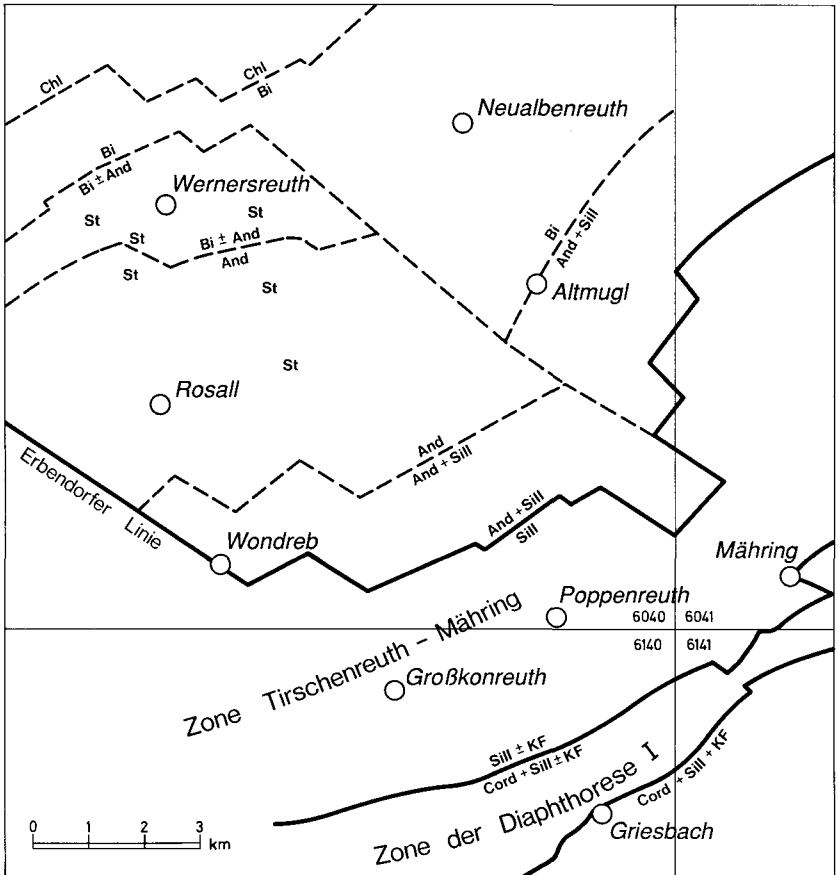 Chl
Chl
Bi
Neualbenreuth
Bi
Bi ± And
Wernersreuth
St
St
St
Bi ± And
And
St
St
Bi
And + Sill
Altmugl
St
Rosall
And
And + Sill
Erbendorfer Linie
Wondreb
And + Sill
Sill
Mähring
Poppenreuth
6040 6041
6140 6141
Zone Tirschenreuth - Mähring
Großkonreuth
Sill ± KF
Cord + Sill ± KF
Zone der Diaphthorese I
Cord + Sill + KF
Griesbach
0 1 2 3
km